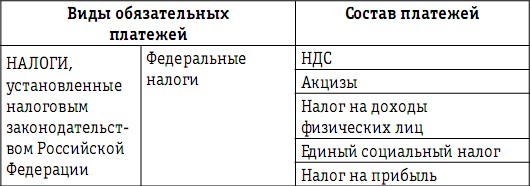 Виды обязательных
платежей
Состав платежей
НАЛОГИ,
установленные
налоговым
законодательст-
вом Российской
Федерации
Федеральные
налоги
НДС
Акцизы
Налог на доходы
физических лиц
Единый социальный налог
Налог на прибыль